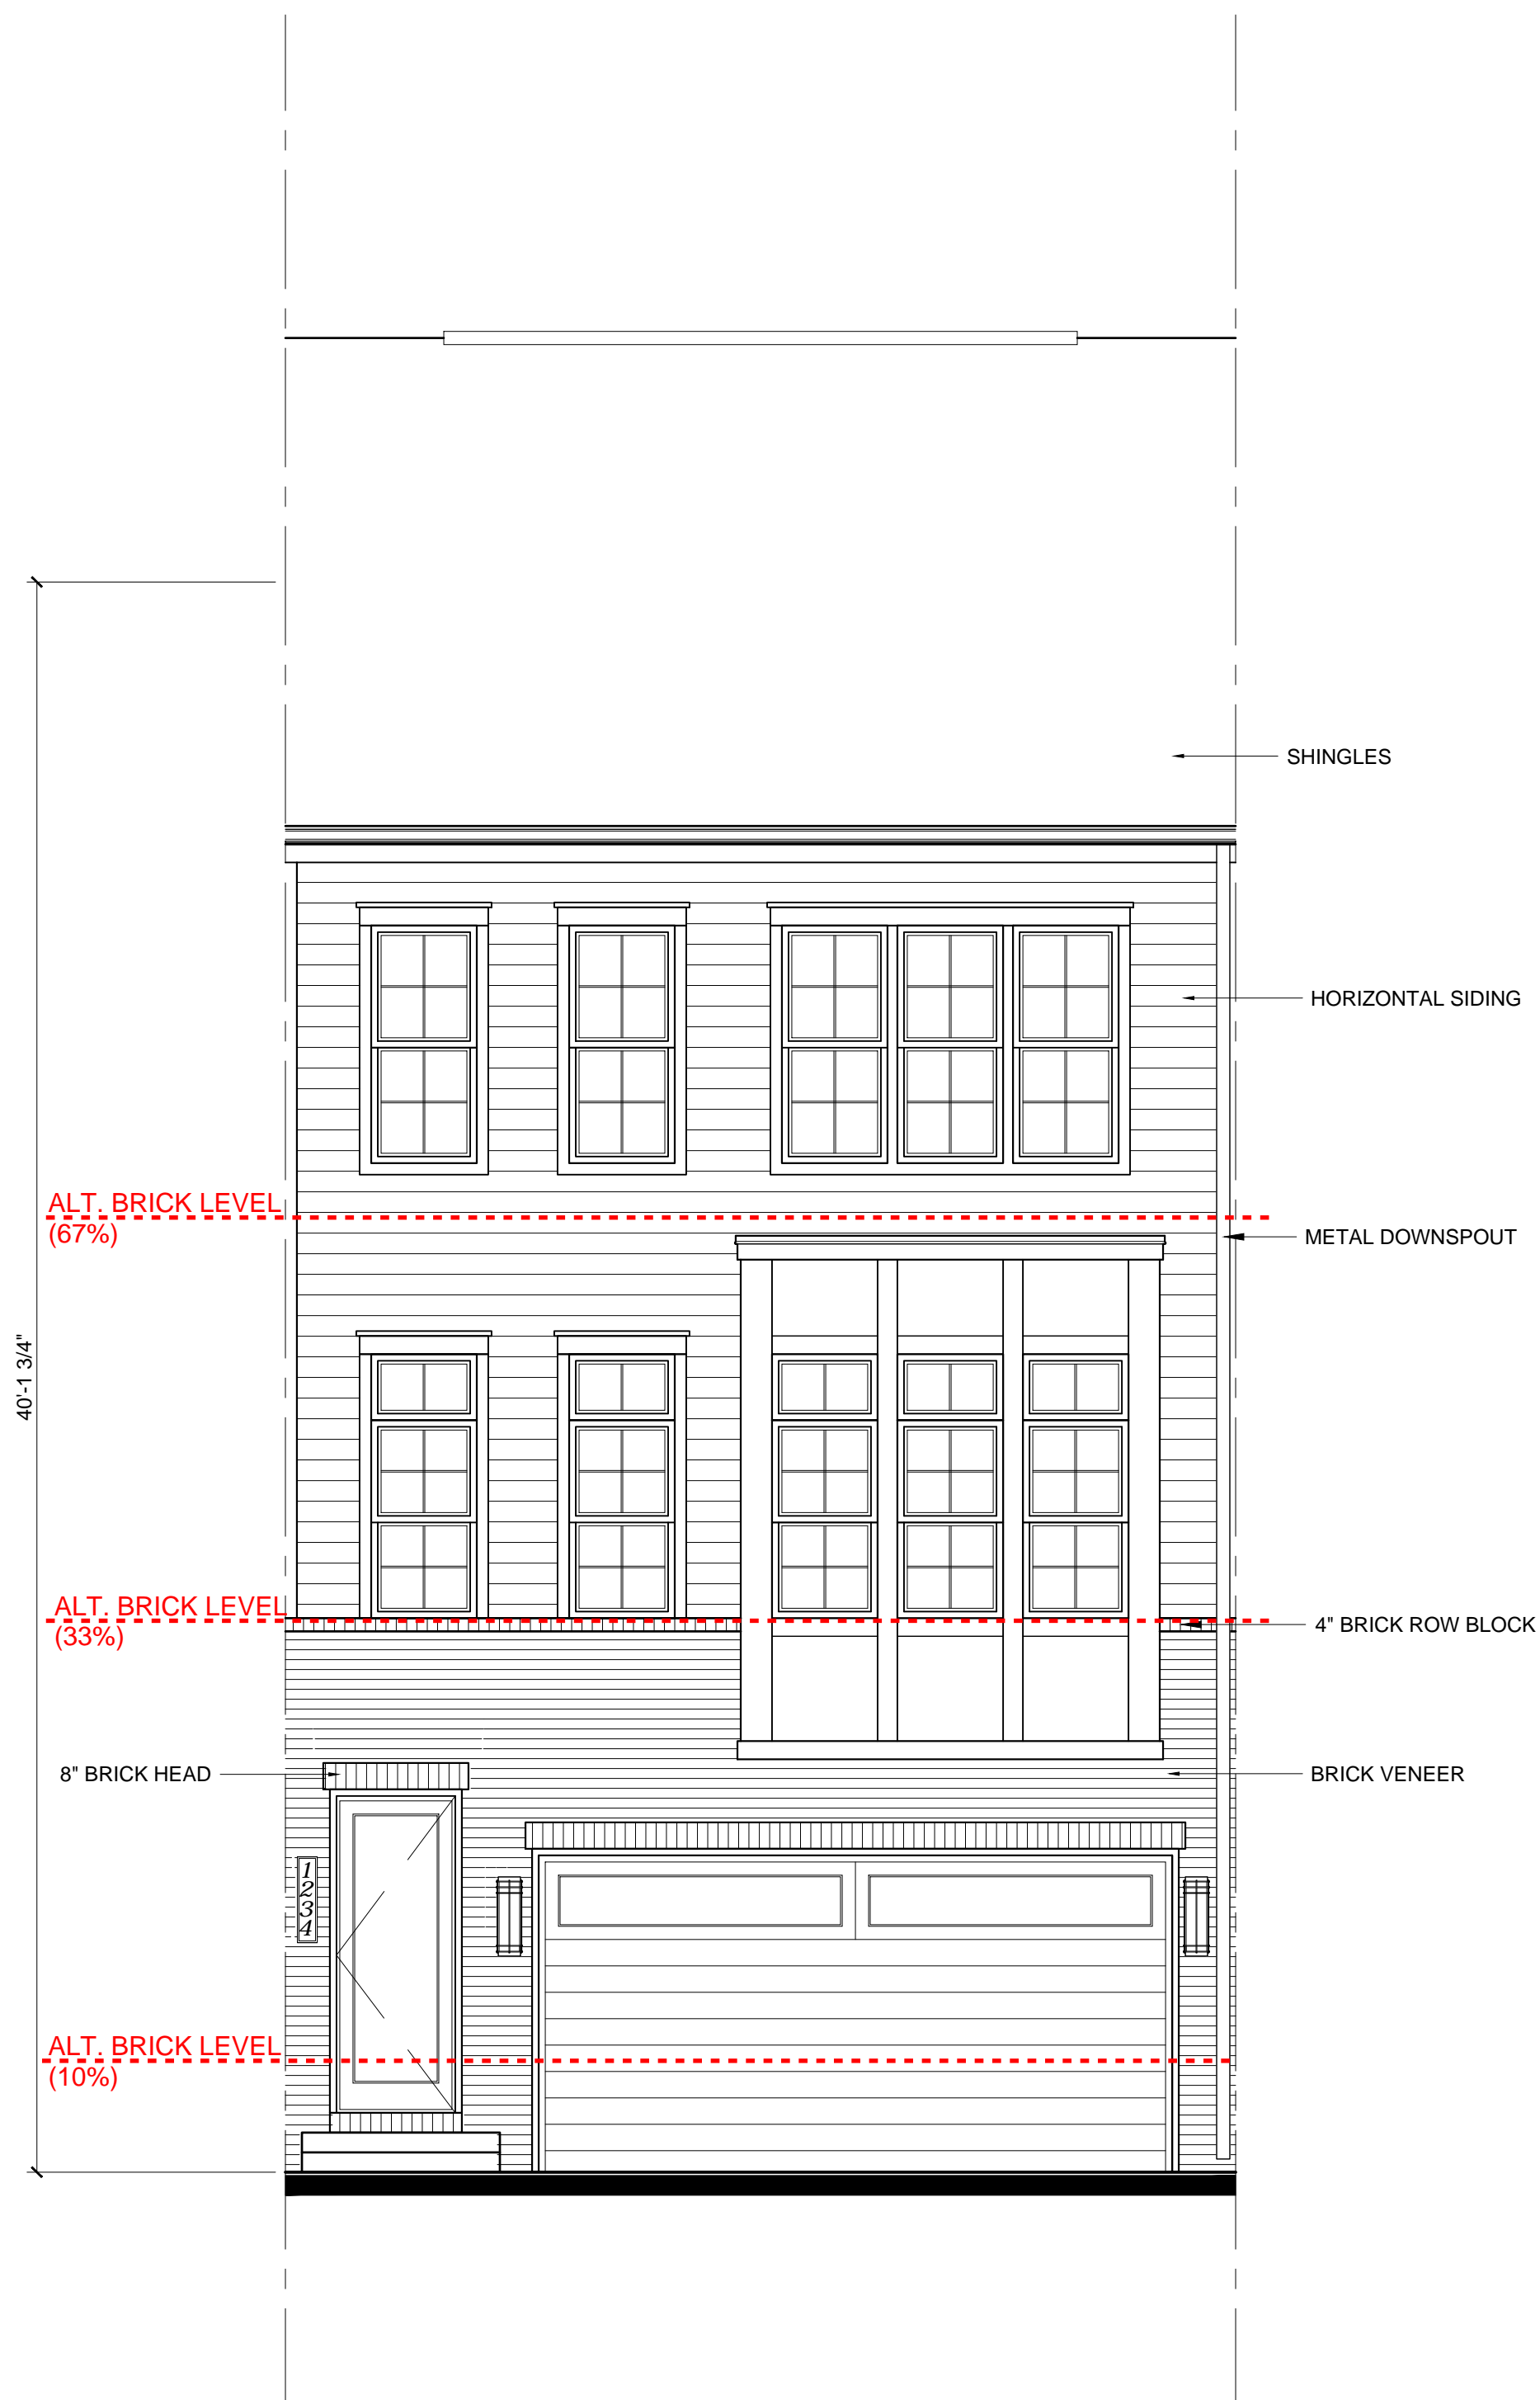 SHINGLES
HORIZONTAL SIDING
ALT. BRICK LEVEL
(67%)
METAL DOWNSPOUT
40'-1 3/4"
ALT. BRICK LEVEL
(33%)
4" BRICK ROW BLOCK
8" BRICK HEAD
BRICK VENEER
1
2
3
4
ALT. BRICK LEVEL
(10%)